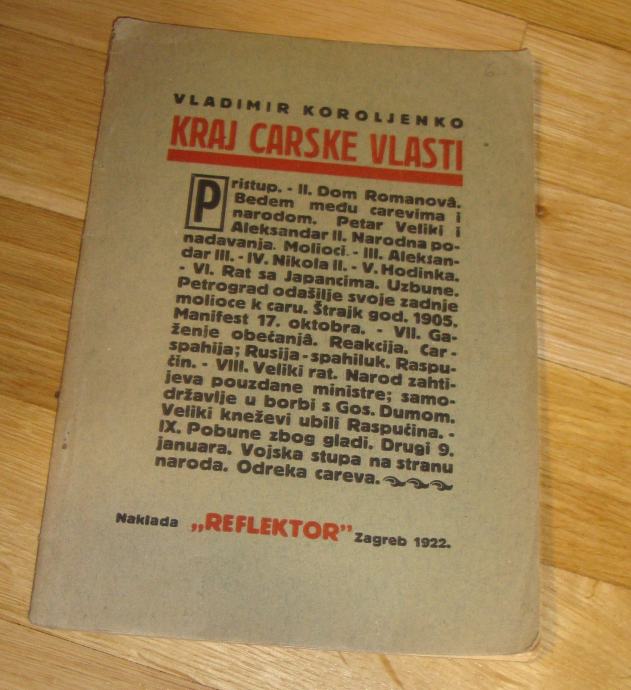 VLADIMIR KOROLJENKO
KRAJ CARSKE VLASTI
Pristup. - II. Dom Romanovâ.
Bedem među carevima i
narodom. Petar Veliki i
Aleksandar II. Narodna po-
nadavanja. Molioci. - III. Aleksan-
dar III. - IV. Nikola II. - V. Hodinka.
- VI. Rat sa Japancima. Uzbune.
Petrograd odašilje svoje zadnje
molioce k caru. Štrajk god. 1905.
Manifest 17. oktobra. - VII. Ga-
ženje obećanjâ. Reakcija. Car-
spahija; Rusija-spahiluk. Raspu-
ćin. - VIII. Veliki rat. Narod zahti-
jeva pouzdane ministre; samo-
državlje u borbi s Gos. Dumom.
Veliki kneževi ubili Raspućina. -
IX. Pobune zbog gladi. Drugi 9.
januara. Vojska stupa na stranu
naroda. Odreka careva.
Naklada „REFLEKTOR” Zagreb 1922.